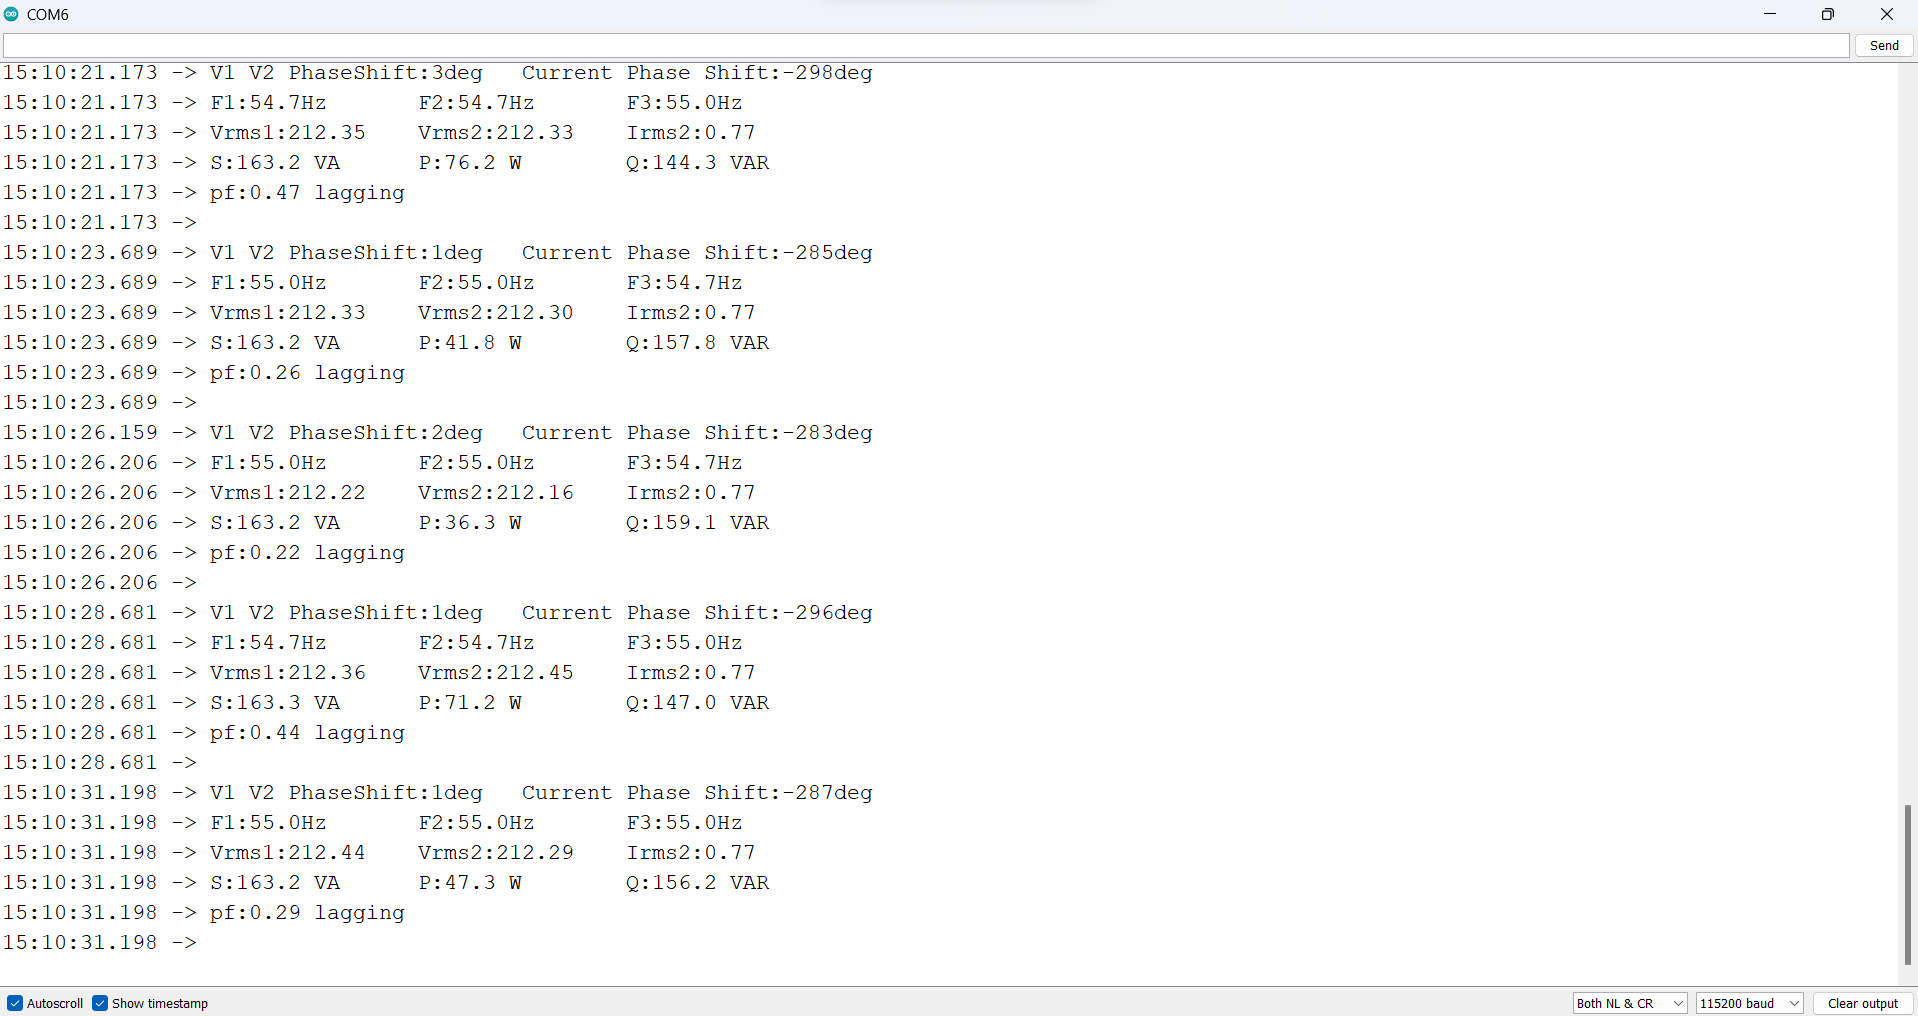 COM6
Send
15:10:21.173 -> V1 V2 PhaseShift:3deg   Current Phase Shift:-298deg
15:10:21.173 -> F1:54.7Hz       F2:54.7Hz       F3:55.0Hz
15:10:21.173 -> Vrms1:212.35    Vrms2:212.33    Irms2:0.77
15:10:21.173 -> S:163.2 VA      P:76.2 W        Q:144.3 VAR
15:10:21.173 -> pf:0.47 lagging
15:10:21.173 ->
15:10:23.689 -> V1 V2 PhaseShift:1deg   Current Phase Shift:-285deg
15:10:23.689 -> F1:55.0Hz       F2:55.0Hz       F3:54.7Hz
15:10:23.689 -> Vrms1:212.33    Vrms2:212.30    Irms2:0.77
15:10:23.689 -> S:163.2 VA      P:41.8 W        Q:157.8 VAR
15:10:23.689 -> pf:0.26 lagging
15:10:23.689 ->
15:10:26.159 -> V1 V2 PhaseShift:2deg   Current Phase Shift:-283deg
15:10:26.206 -> F1:55.0Hz       F2:55.0Hz       F3:54.7Hz
15:10:26.206 -> Vrms1:212.22    Vrms2:212.16    Irms2:0.77
15:10:26.206 -> S:163.2 VA      P:36.3 W        Q:159.1 VAR
15:10:26.206 -> pf:0.22 lagging
15:10:26.206 ->
15:10:28.681 -> V1 V2 PhaseShift:1deg   Current Phase Shift:-296deg
15:10:28.681 -> F1:54.7Hz       F2:54.7Hz       F3:55.0Hz
15:10:28.681 -> Vrms1:212.36    Vrms2:212.45    Irms2:0.77
15:10:28.681 -> S:163.3 VA      P:71.2 W        Q:147.0 VAR
15:10:28.681 -> pf:0.44 lagging
15:10:28.681 ->
15:10:31.198 -> V1 V2 PhaseShift:1deg   Current Phase Shift:-287deg
15:10:31.198 -> F1:55.0Hz       F2:55.0Hz       F3:55.0Hz
15:10:31.198 -> Vrms1:212.44    Vrms2:212.29    Irms2:0.77
15:10:31.198 -> S:163.2 VA      P:47.3 W        Q:156.2 VAR
15:10:31.198 -> pf:0.29 lagging
15:10:31.198 ->
Autoscroll Show timestamp Both NL & CR 115200 baud Clear output